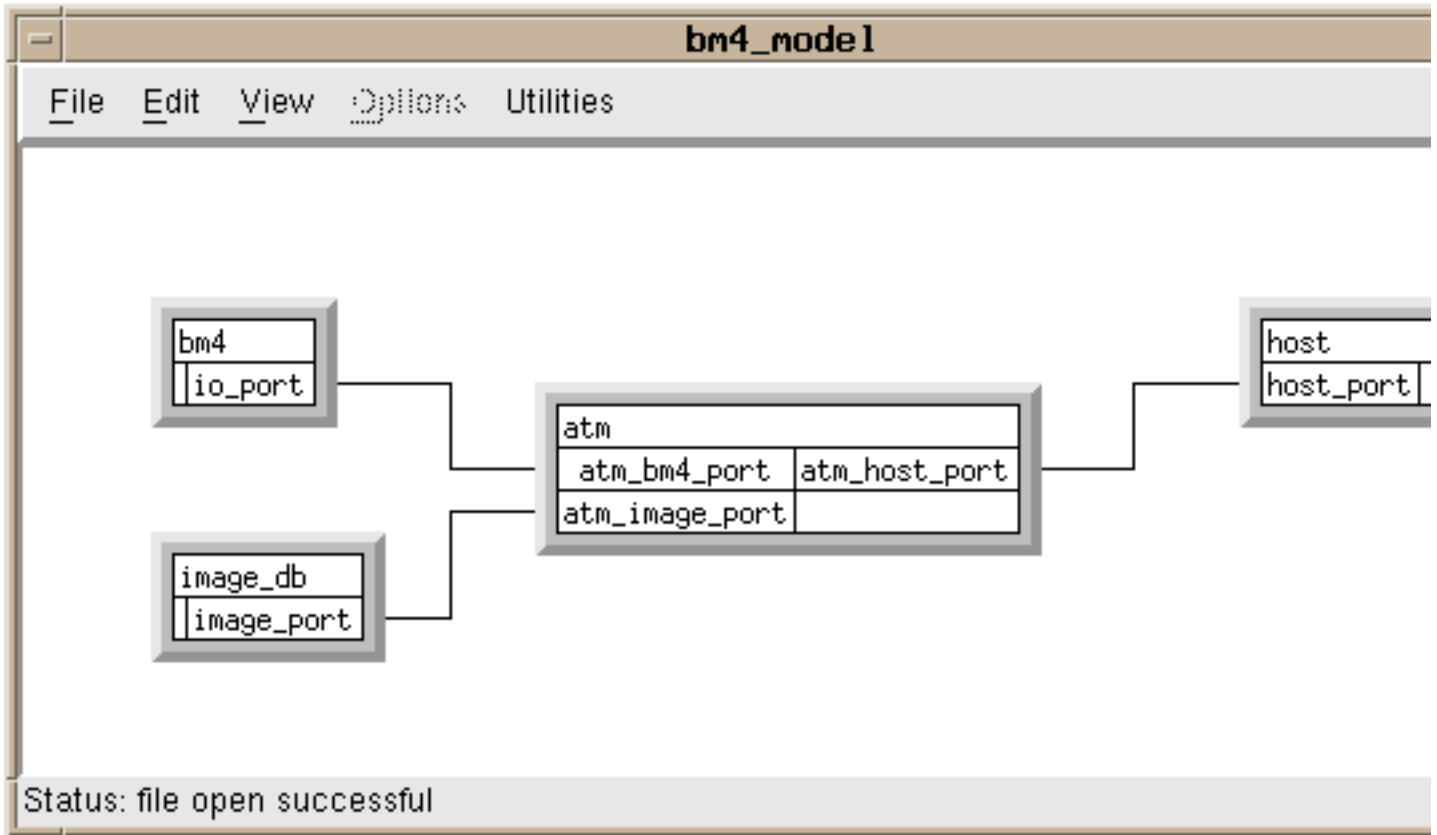 bm4_model
File Edit View Options Utilities
bm4
io_port
host
host_port
atm
atm_bm4_port atm_host_port
atm_image_port
image_db
image_port
Status: file open successful